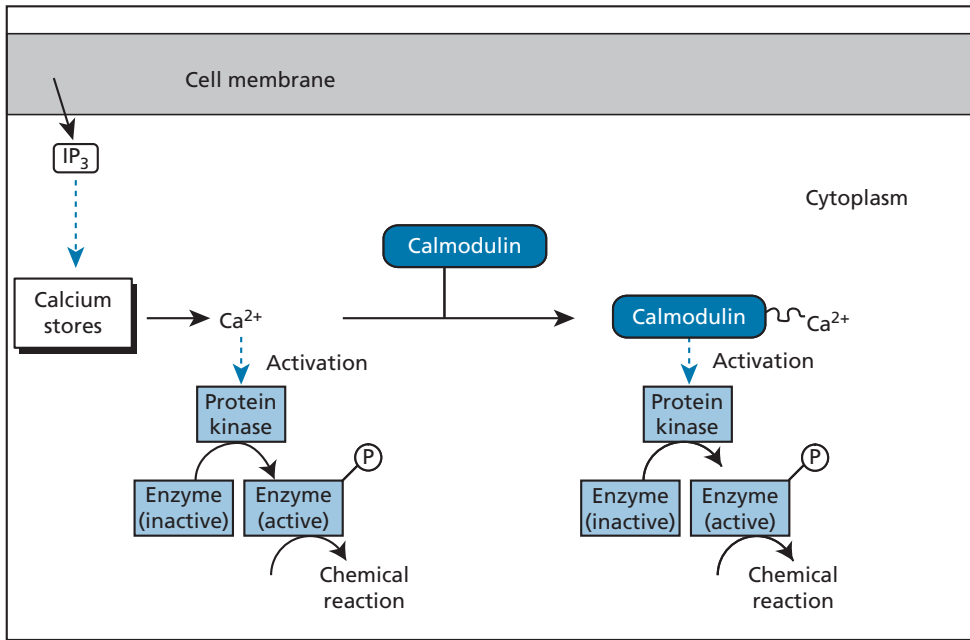 Cell membrane
IP₃
Cytoplasm
Calmodulin
Calcium
stores
Ca²⁺
Calmodulin
Ca²⁺
Activation
Activation
Protein
kinase
Protein
kinase
P
P
Enzyme
(inactive)
Enzyme
(active)
Enzyme
(inactive)
Enzyme
(active)
Chemical
reaction
Chemical
reaction